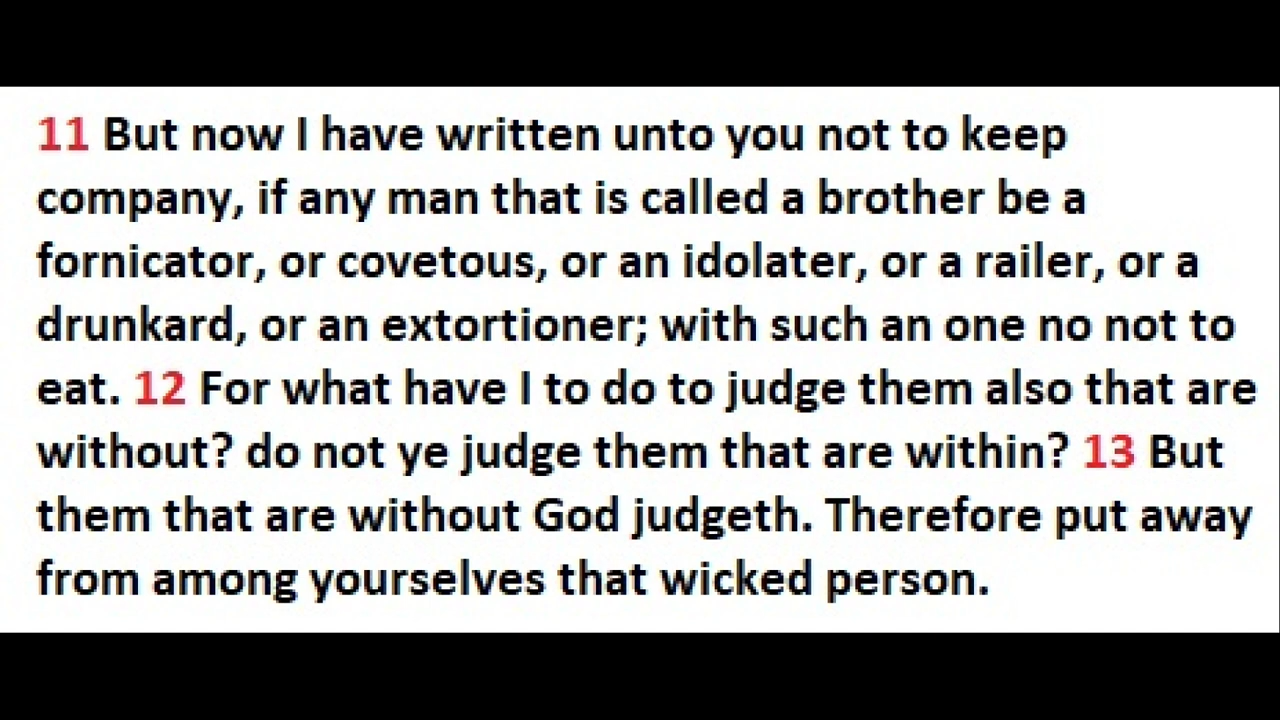 11 But now I have written unto you not to keep
company, if any man that is called a brother be a
fornicator, or covetous, or an idolater, or a railer, or a
drunkard, or an extortioner; with such an one no not to
eat. 12 For what have I to do to judge them also that are
without? do not ye judge them that are within? 13 But
them that are without God judgeth. Therefore put away
from among yourselves that wicked person.